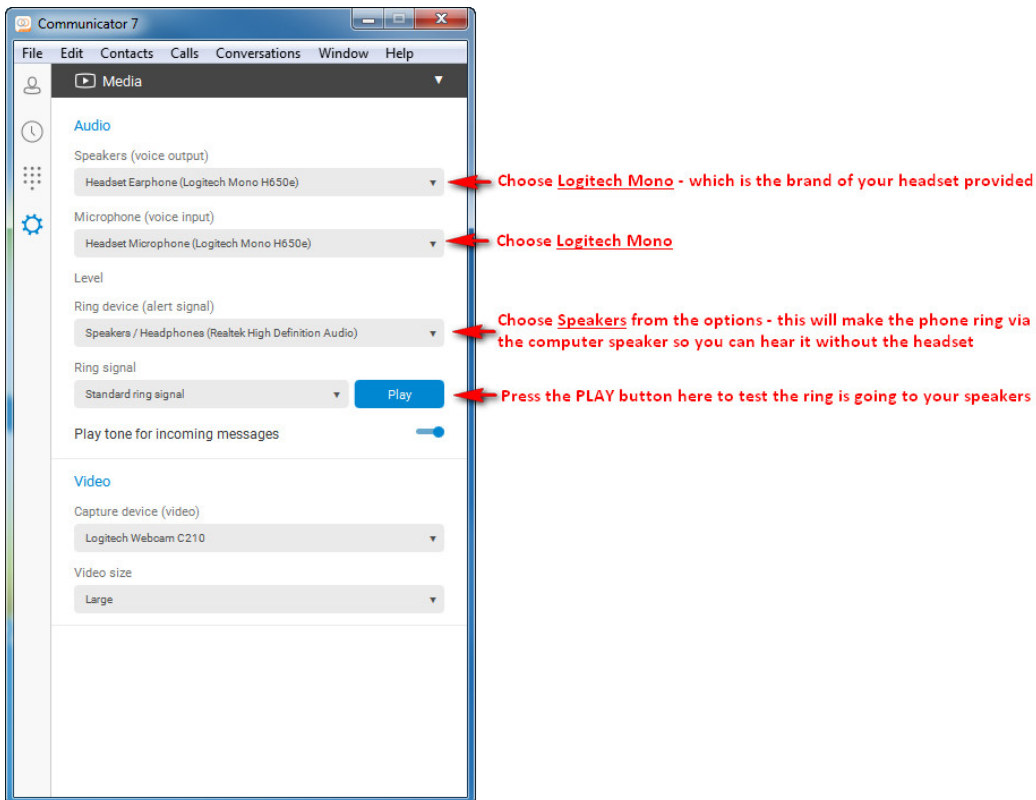 Communicator 7
File Edit Contacts Calls Conversations Window Help
Media
Audio
Speakers (voice output)
Headset Earphone (Logitech Mono H650e)
Choose Logitech Mono - which is the brand of your headset provided
Microphone (voice input)
Headset Microphone (Logitech Mono H650e)
Choose Logitech Mono
Level
Ring device (alert signal)
Speakers / Headphones (Realtek High Definition Audio)
Choose Speakers from the options - this will make the phone ring via
the computer speaker so you can hear it without the headset
Ring signal
Standard ring signal
Play
Press the PLAY button here to test the ring is going to your speakers
Play tone for incoming messages
Video
Capture device (video)
Logitech Webcam C210
Video size
Large